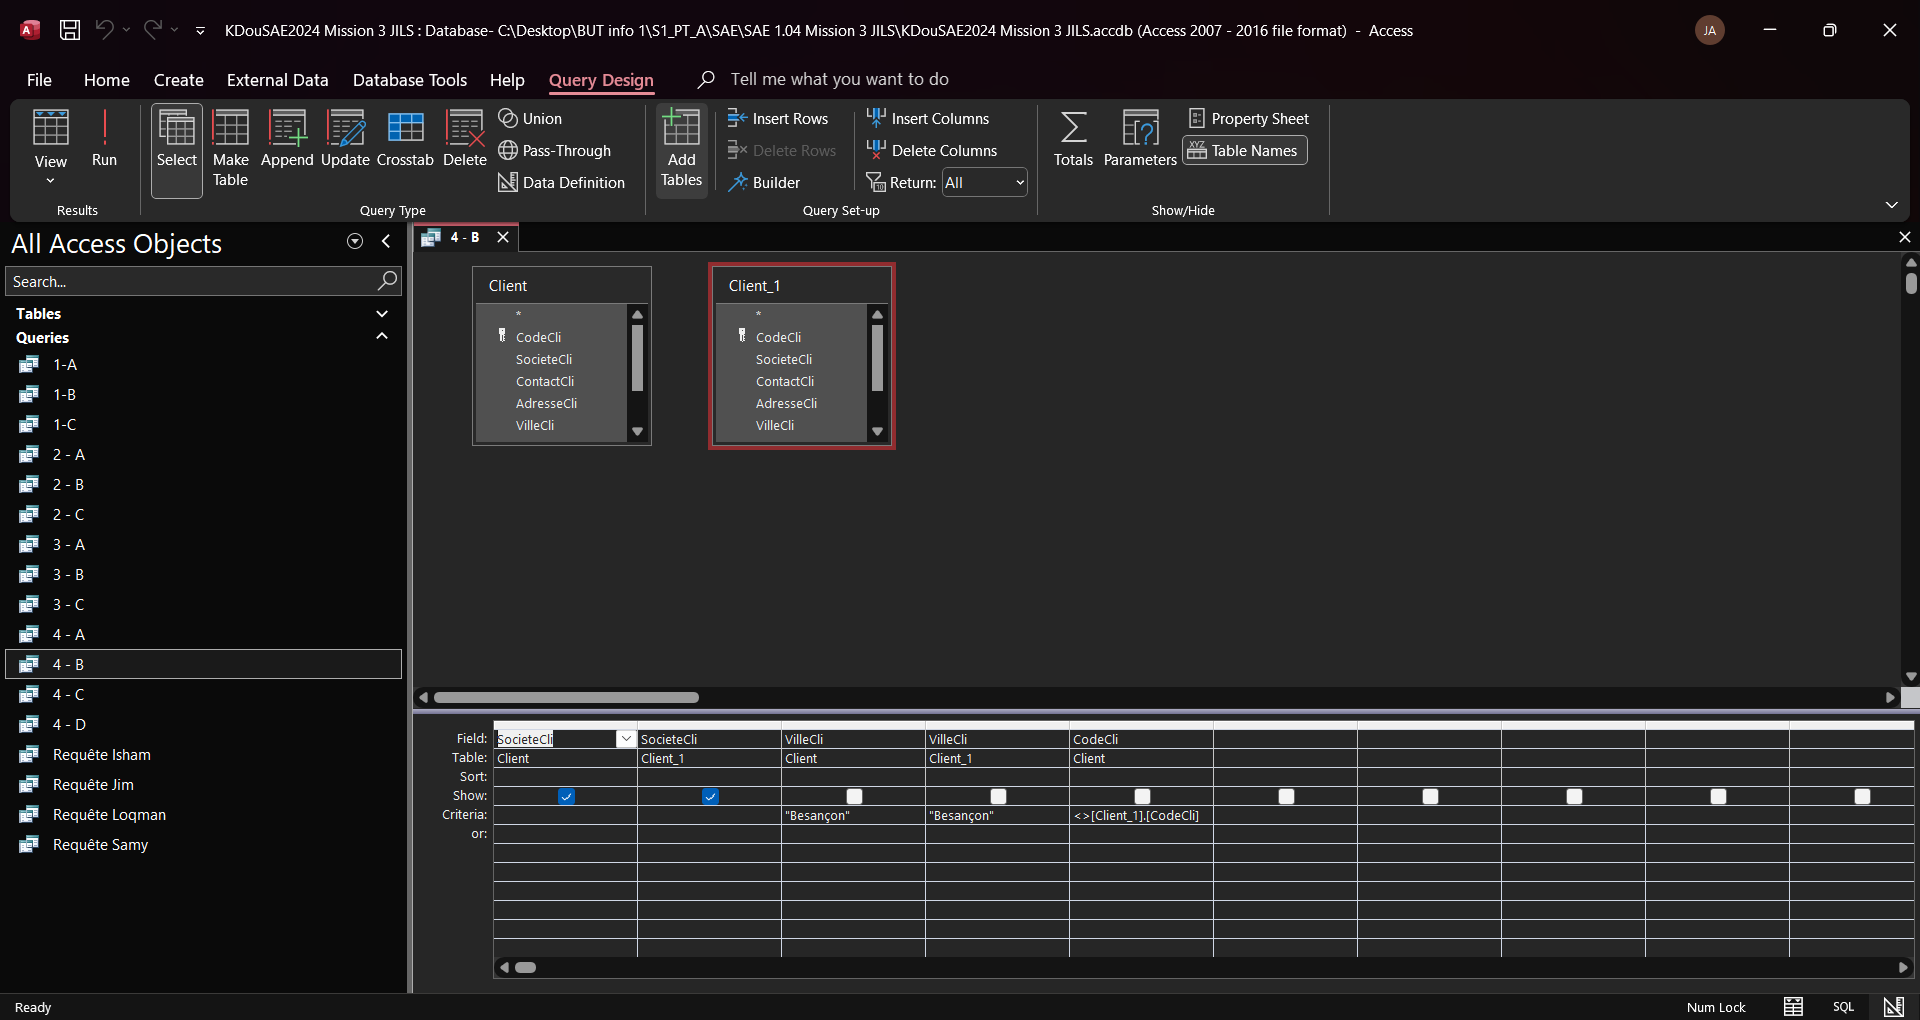 KDouSAE2024 Mission 3 JILS : Database- C:\Desktop\BUT info 1\S1_PT_A\SAE\SAE 1.04 Mission 3 JILS\KDouSAE2024 Mission 3 JILS.accdb (Access 2007 - 2016 file format) - Access
JA
File Home Create External Data Database Tools Help Query Design Tell me what you want to do
View
Run
Results
Select
Make Table
Append
Update
Crosstab
Delete
Union
Pass-Through
Data Definition
Query Type
Add Tables
Insert Rows
Delete Rows
Builder
Insert Columns
Delete Columns
Return: All
Query Set-up
Totals
Parameters
Property Sheet
XYZ Table Names
Show/Hide
All Access Objects
Search...
Tables
Queries
1-A
1-B
1-C
2 - A
2 - B
2 - C
3 - A
3 - B
3 - C
4 - A
4 - B
4 - C
4 - D
Requête Isham
Requête Jim
Requête Loqman
Requête Samy
4 - B
Client
*
CodeCli
SocieteCli
ContactCli
AdresseCli
VilleCli
Client_1
*
CodeCli
SocieteCli
ContactCli
AdresseCli
VilleCli
Field: SocieteCli SocieteCli VilleCli VilleCli CodeCli
Table: Client Client_1 Client Client_1 Client
Sort:
Show:
Criteria: "Besançon" "Besançon" <>[Client_1].[CodeCli]
or:
Ready
Num Lock
SQL